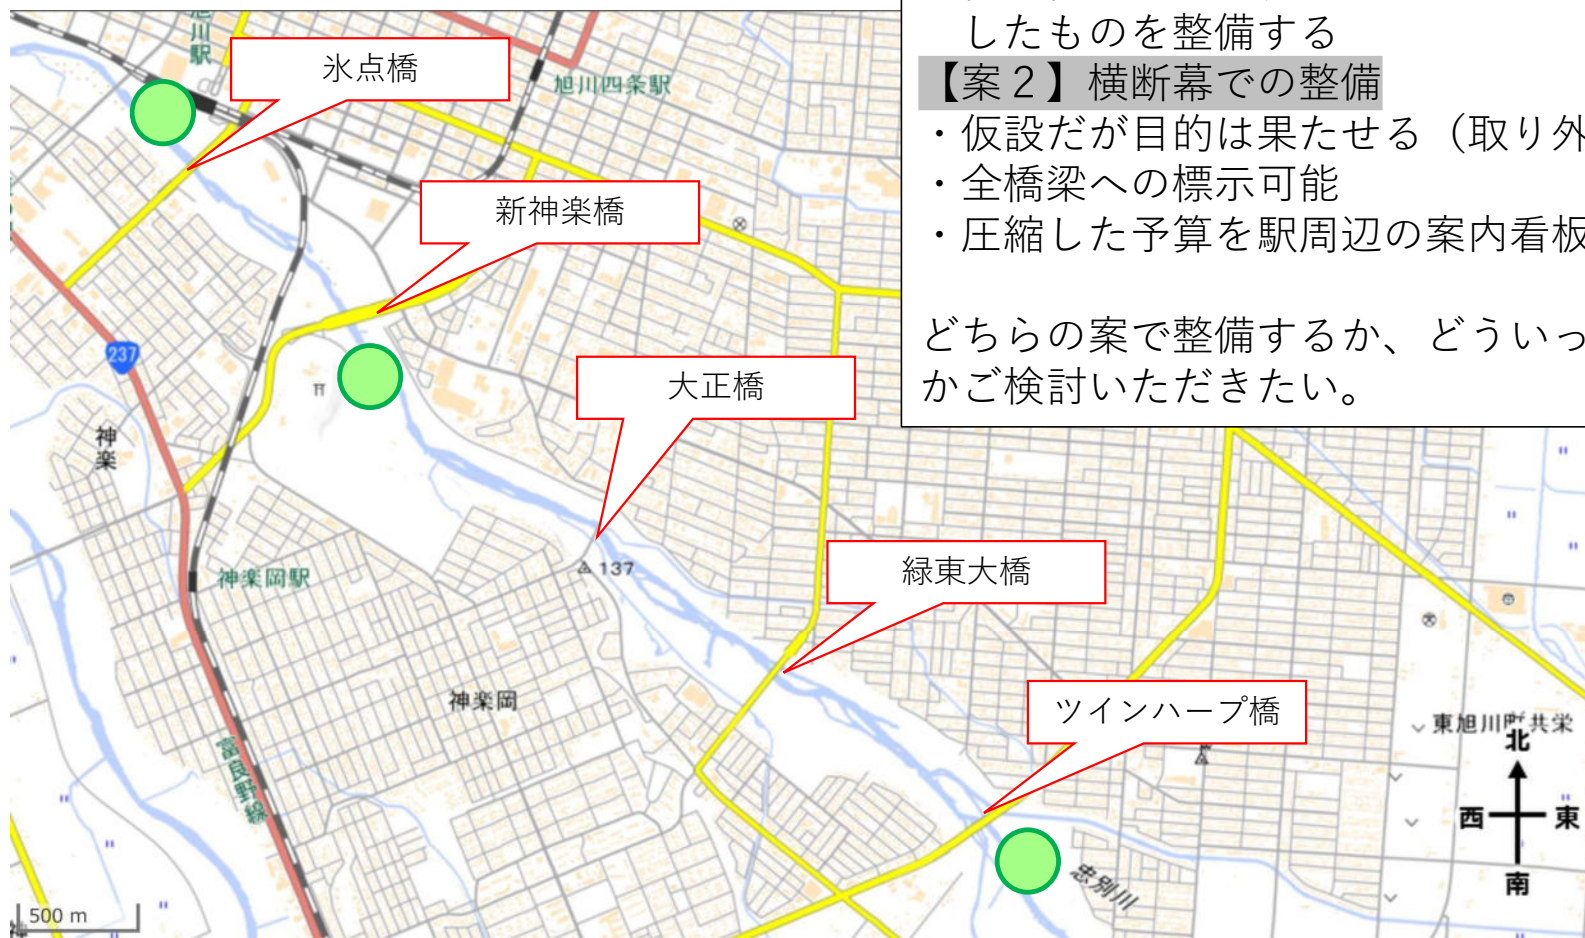 したものを整備する
【案２】横断幕での整備
・仮設だが目的は果たせる（取り外
・全橋梁への標示可能
・圧縮した予算を駅周辺の案内看板
どちらの案で整備するか、どういっ
かご検討いただきたい。
旭川駅
氷点橋
旭川四条駅
新神楽橋
237
大正橋
神楽
137
緑東大橋
神楽岡駅
神楽岡
ツインハープ橋
東旭川町共栄
富良野線
忠別川
北
西
東
南
500 m